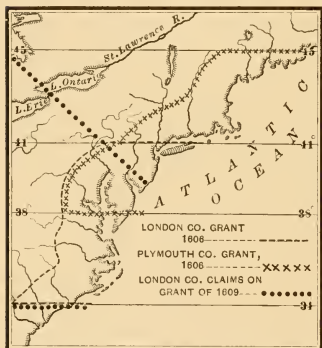 45
St. Lawrence R.
45
L. Ontario
L. Erie
41
41
ATLANTIC
OCEAN
38
38
LONDON CO. GRANT
1606
PLYMOUTH CO. GRANT,
1606
LONDON CO. CLAIMS ON
GRANT OF 1609
34